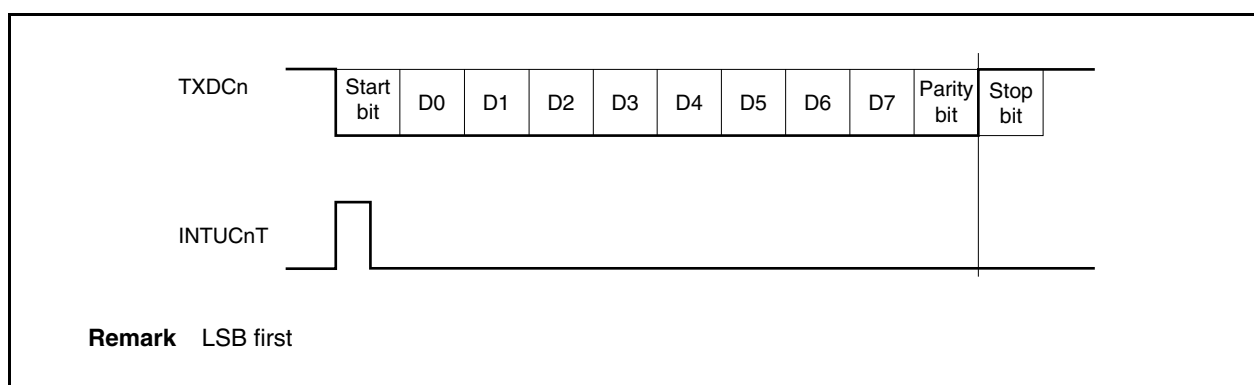 TXDCn
Start bit D0 D1 D2 D3 D4 D5 D6 D7 Parity bit Stop bit
INTUCnT
Remark LSB first